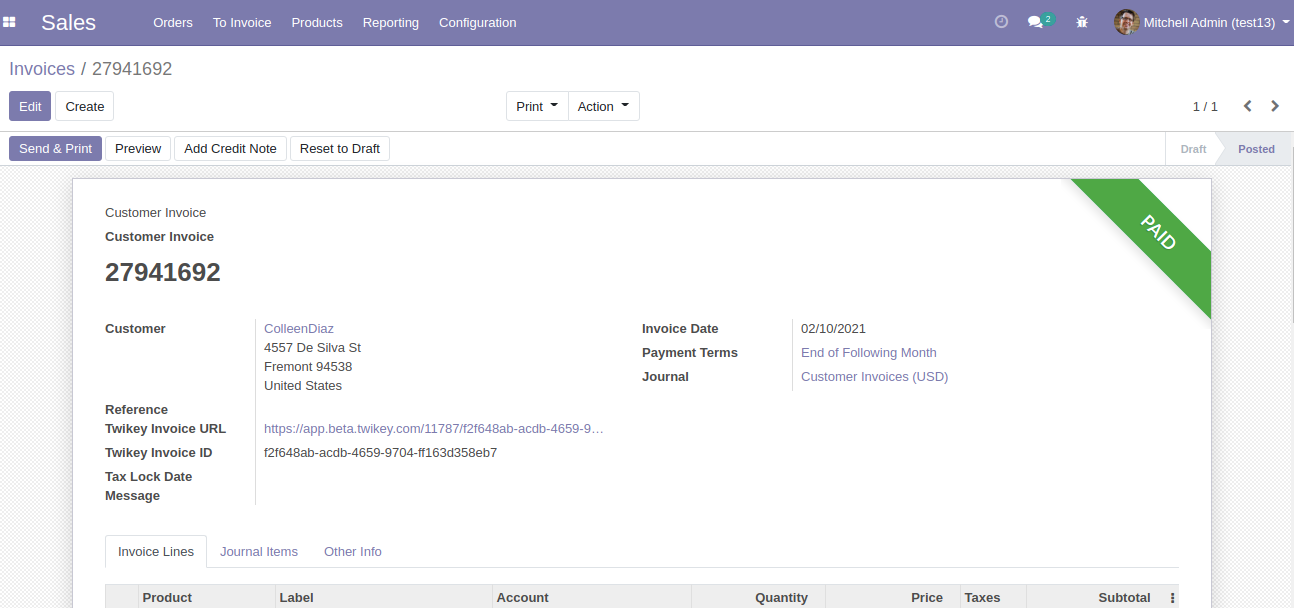 Sales Orders To Invoice Products Reporting Configuration 2 Mitchell Admin (test13)
Invoices / 27941692
Edit Create Print Action 1 / 1
Send & Print Preview Add Credit Note Reset to Draft Draft Posted
PAID
Customer Invoice
Customer Invoice
27941692
Customer ColleenDiaz Invoice Date 02/10/2021
4557 De Silva St
Fremont 94538 Payment Terms End of Following Month
United States Journal Customer Invoices (USD)
Reference
Twikey Invoice URL https://app.beta.twikey.com/11787/f2f648ab-acdb-4659-9…
Twikey Invoice ID f2f648ab-acdb-4659-9704-ff163d358eb7
Tax Lock Date
Message
Invoice Lines Journal Items Other Info
Product Label Account Quantity Price Taxes Subtotal